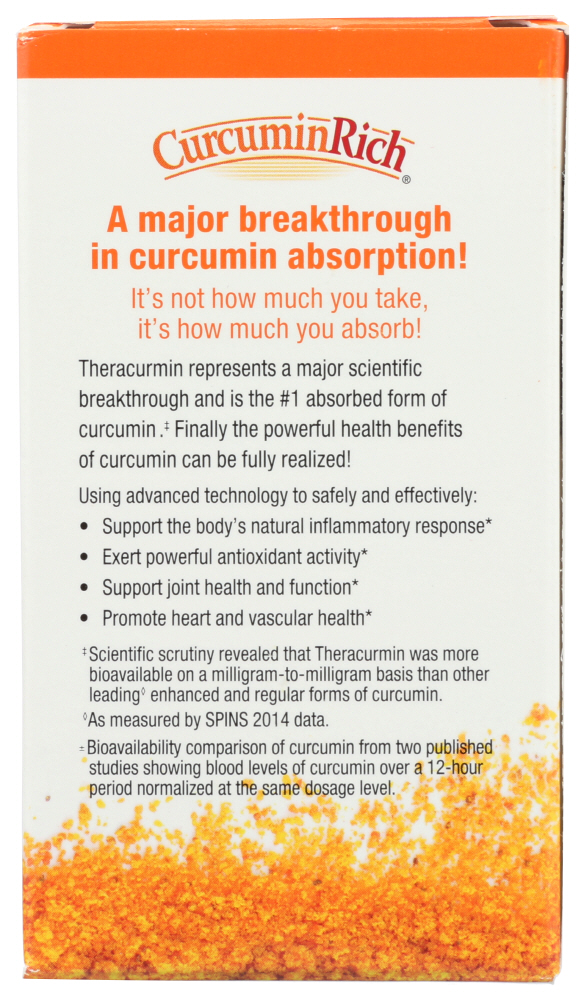 CurcuminRich®
A major breakthrough
in curcumin absorption!
It's not how much you take,
it's how much you absorb!
Theracurmin represents a major scientific
breakthrough and is the #1 absorbed form of
curcumin .‡ Finally the powerful health benefits
of curcumin can be fully realized!
Using advanced technology to safely and effectively:
• Support the body's natural inflammatory response*
• Exert powerful antioxidant activity*
• Support joint health and function*
• Promote heart and vascular health*
‡Scientific scrutiny revealed that Theracurmin was more
bioavailable on a milligram-to-milligram basis than other
leading◊ enhanced and regular forms of curcumin.
◊As measured by SPINS 2014 data.
±Bioavailability comparison of curcumin from two published
studies showing blood levels of curcumin over a 12-hour
period normalized at the same dosage level.